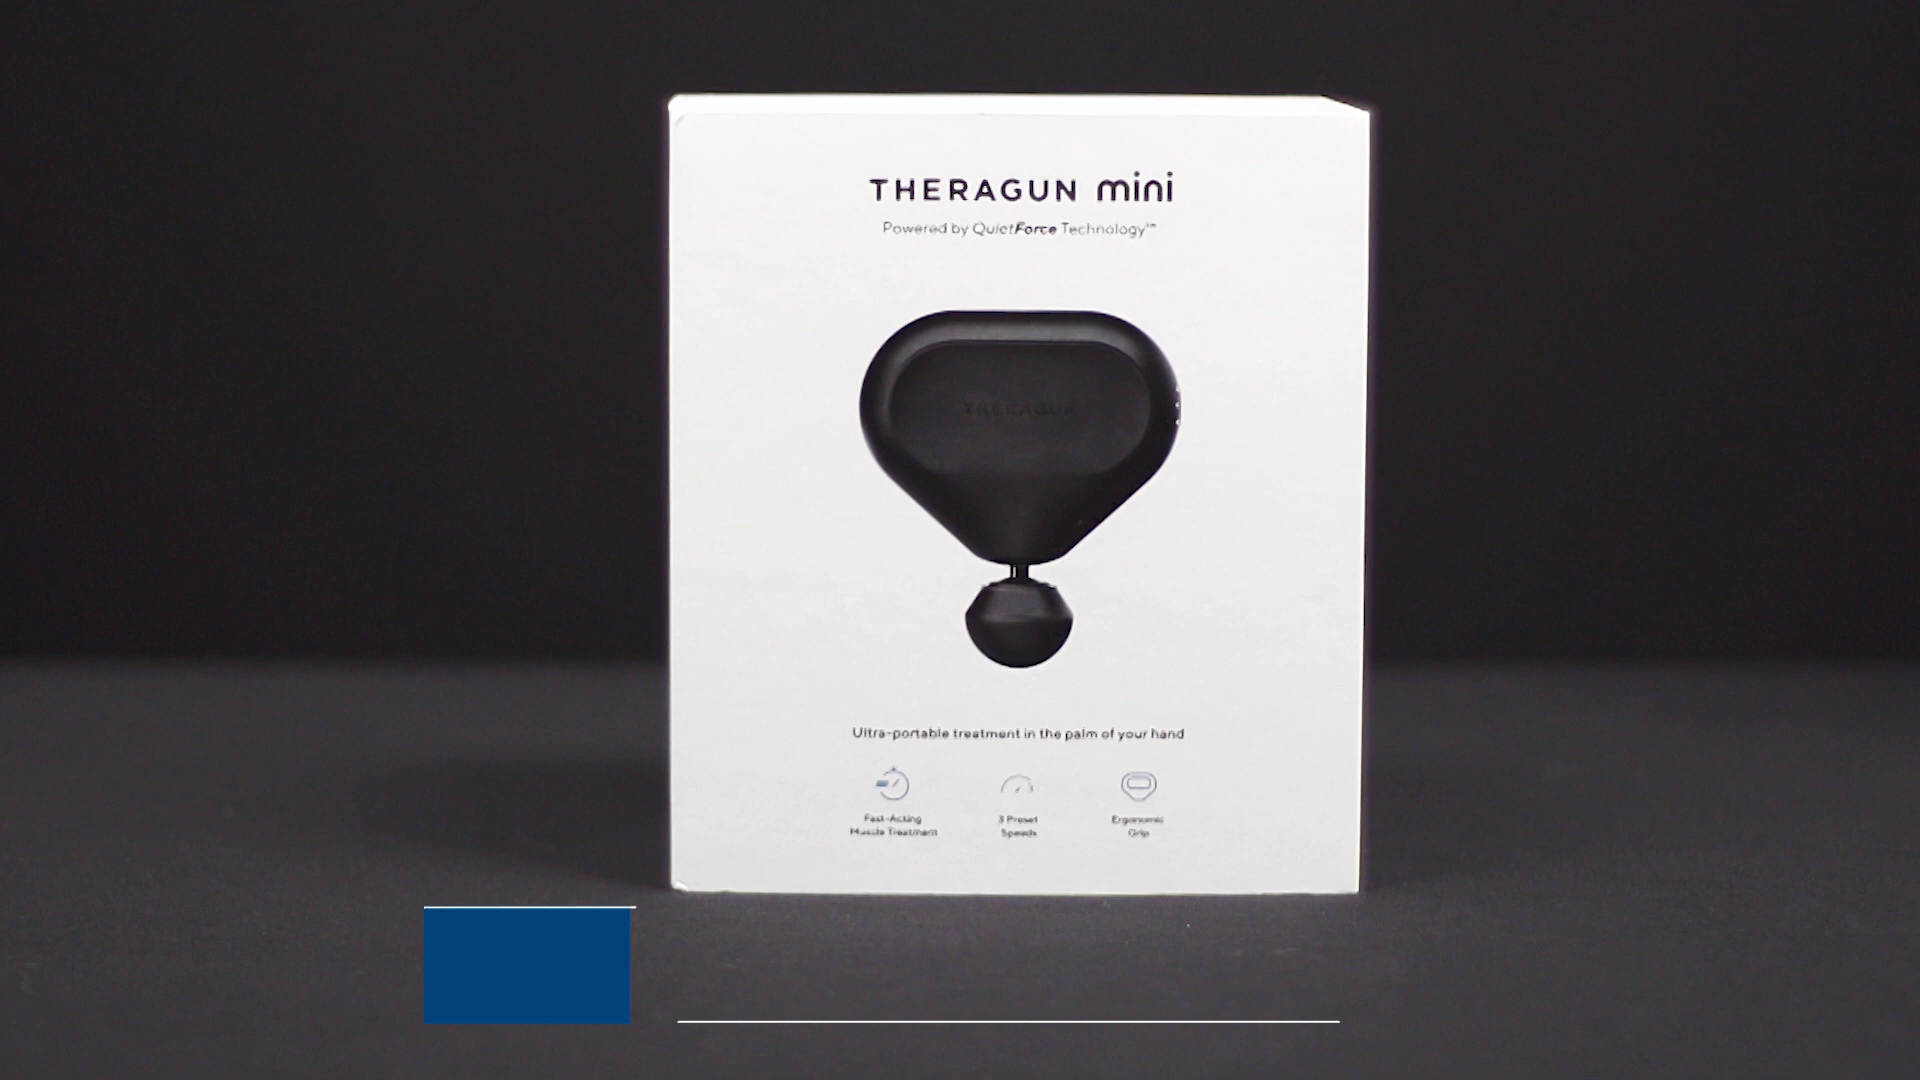 THERAGUN mini
Powered by QuietForce Technology™
THERAGUN
Ultra-portable treatment in the palm of your hand
Fast-Acting
Muscle Treatment
3 Preset
Speeds
Ergonomic
Grip